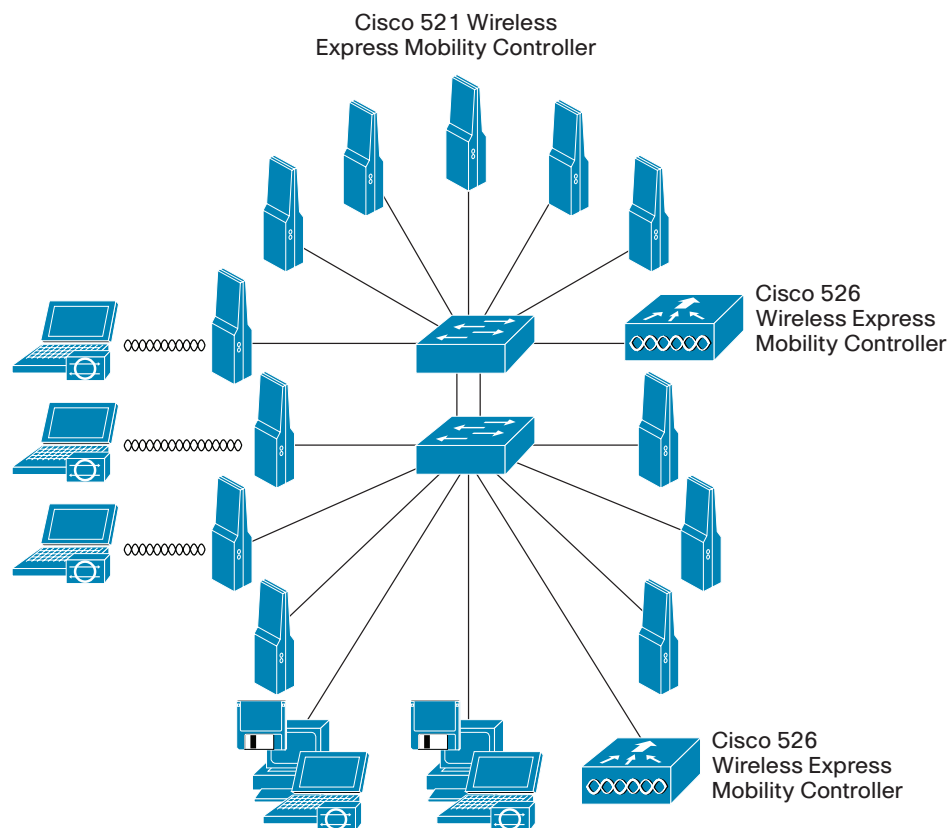 Cisco 521 Wireless
Express Mobility Controller
Cisco 526
Wireless Express
Mobility Controller
Cisco 526
Wireless Express
Mobility Controller